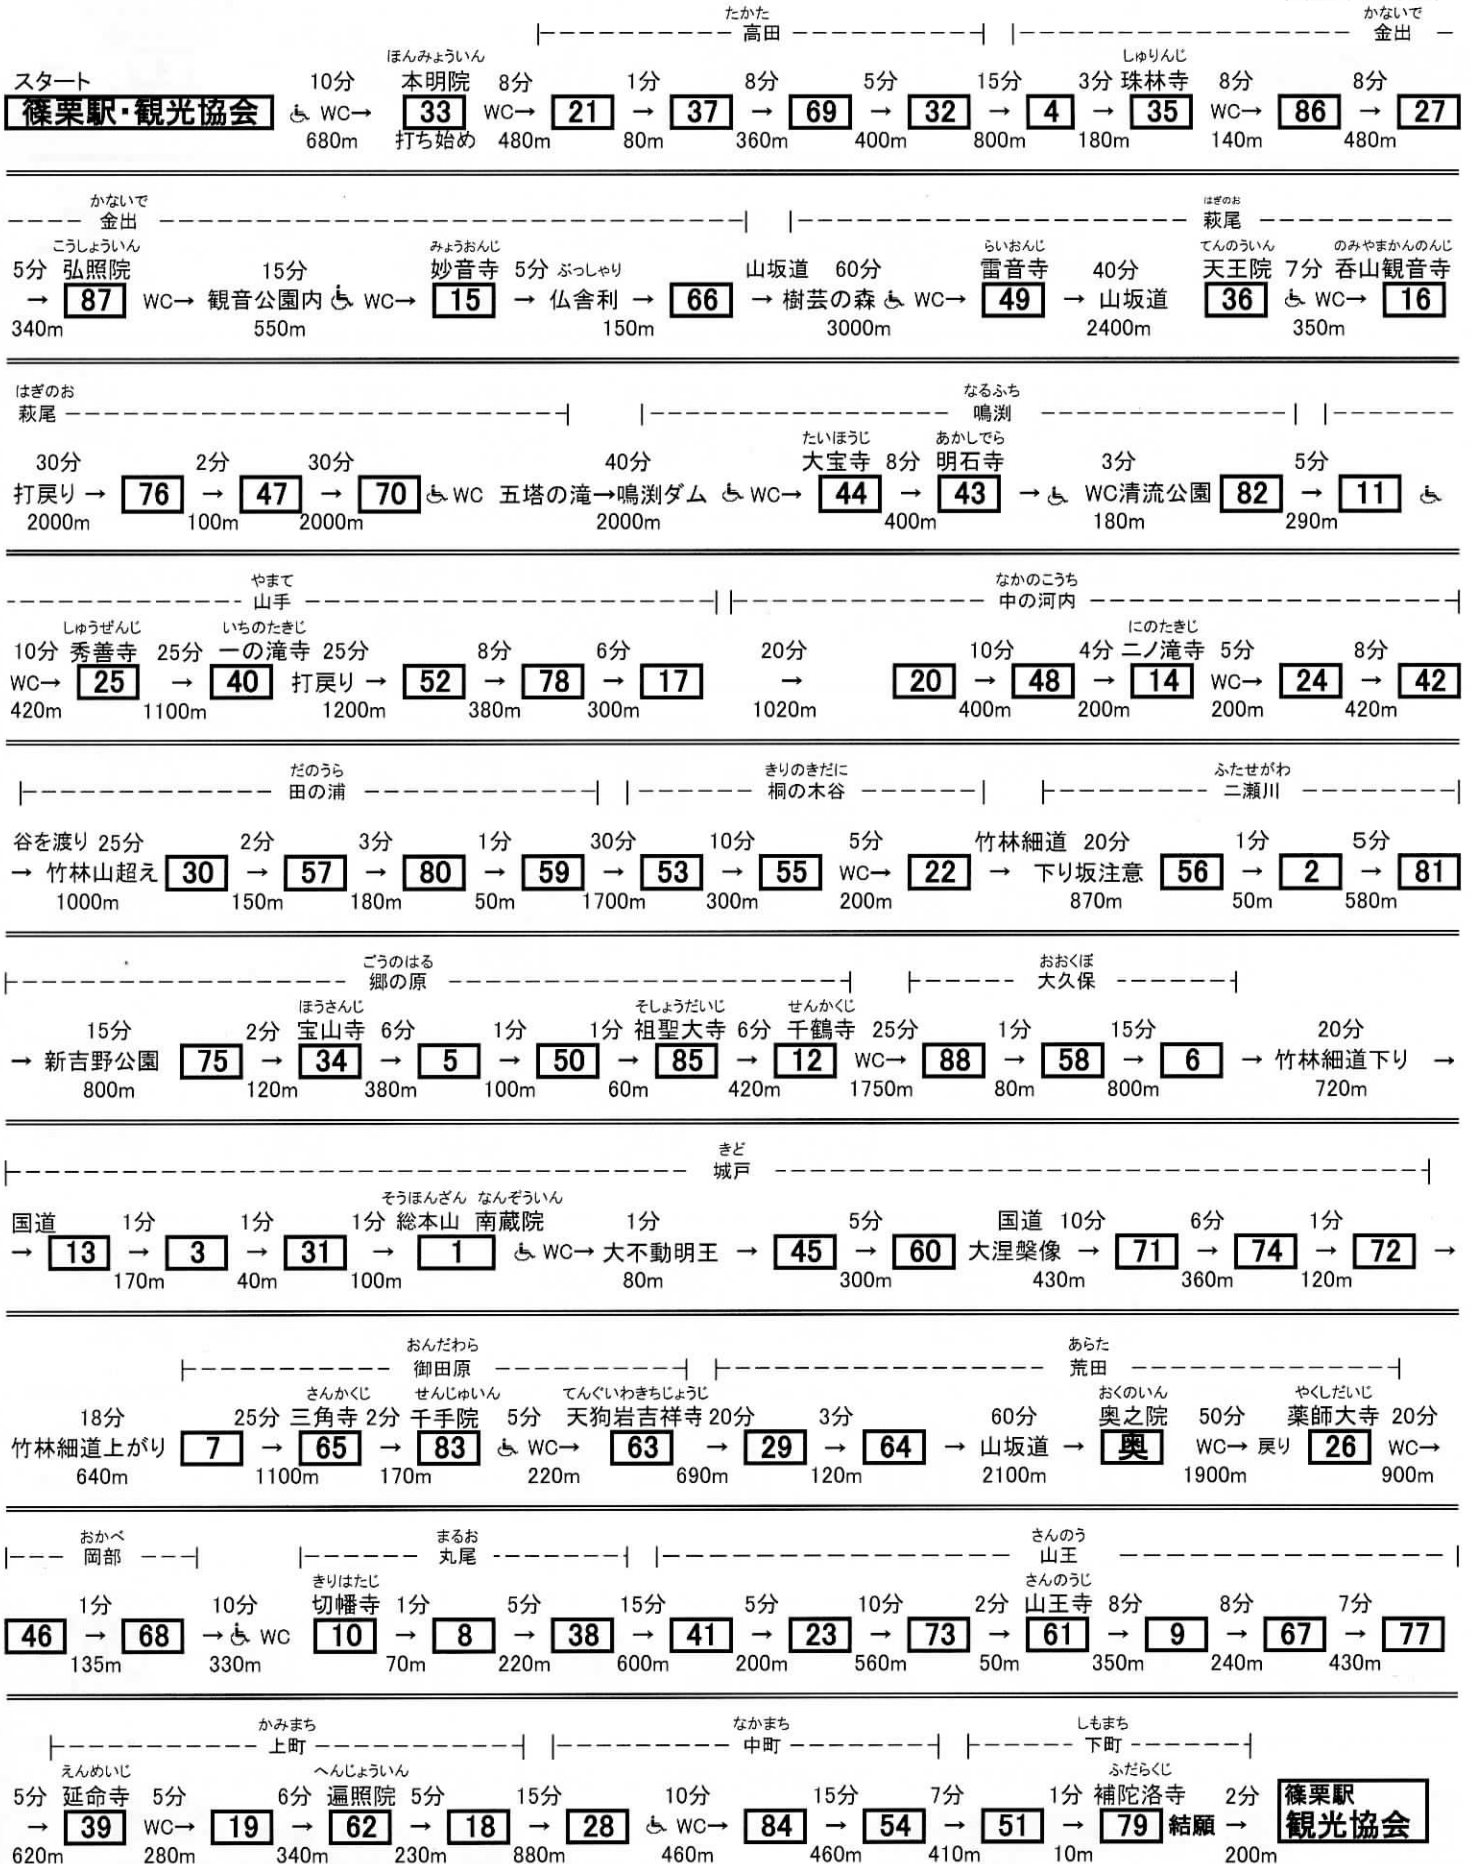 たかた
かないで
高田
金出
ほんみょういん
しゅりんじ
スタート
10分 本明院 8分 1分 8分 5分 15分 3分 珠林寺 8分 8分
篠栗駅・観光協会 WC→ 33 WC→ 21 → 37 → 69 → 32 → 4 → 35 WC→ 86 → 27
680m 打ち始め 480m 80m 360m 400m 800m 180m 140m 480m
かないで
はぎのお
金出
萩尾
こうしょういん みょうおんじ らいおんじ てんのういん のみやまかんのんじ
5分 弘照院 15分 妙音寺 5分 ぶっしゃり 山坂道 60分 雷音寺 40分 天王院 7分 呑山観音寺
→ 87 WC→ 観音公園内 WC→ 15 → 仏舎利 → 66 → 樹芸の森 WC→ 49 → 山坂道 36 WC→ 16
340m 550m 150m 3000m 2400m 350m
はぎのお
なるふち
萩尾
鳴渕
たいほうじ あかしでら
30分 2分 30分 40分 大宝寺 8分 明石寺 3分 5分
打戻り → 76 → 47 → 70 WC 五塔の滝→鳴渕ダム WC→ 44 → 43 → WC清流公園 82 → 11
2000m 100m 2000m 2000m 400m 180m 290m
やまて
なかのこうち
山手
中の河内
しゅうぜんじ いちのたきじ にのたきじ
10分 秀善寺 25分 一の滝寺 25分 8分 6分 20分 10分 4分 二ノ滝寺 5分 8分
WC→ 25 → 40 打戻り → 52 → 78 → 17 → 20 → 48 → 14 WC→ 24 → 42
420m 1100m 1200m 380m 300m 1020m 400m 200m 200m 420m
だのうら
きりのきだに
ふたせがわ
田の浦
桐の木谷
二瀬川
谷を渡り 25分 2分 3分 1分 30分 10分 5分 竹林細道 20分 1分 5分
→ 竹林山超え 30 → 57 → 80 → 59 → 53 → 55 WC→ 22 → 下り坂注意 56 → 2 → 81
1000m 150m 180m 50m 1700m 300m 200m 870m 50m 580m
ごうのはる
おおくぼ
郷の原
大久保
ほうさんじ そしょうだいじ せんかくじ
15分 2分 宝山寺 6分 1分 1分 祖聖大寺 6分 千鶴寺 25分 1分 15分 20分
→ 新吉野公園 75 → 34 → 5 → 50 → 85 → 12 WC→ 88 → 58 → 6 → 竹林細道下り →
800m 120m 380m 100m 60m 420m 1750m 80m 800m 720m
きど
城戸
そうほんざん なんぞういん
国道 1分 1分 1分 総本山 南蔵院 1分 5分 国道 10分 6分 1分
→ 13 → 3 → 31 → 1 WC→ 大不動明王 → 45 → 60 大涅盤像 → 71 → 74 → 72 →
170m 40m 100m 80m 300m 430m 360m 120m
おんだわら
あらた
御田原
荒田
さんかくじ せんじゅいん てんぐいわきちじょうじ おくのいん やくしだいじ
18分 25分 三角寺 2分 千手院 5分 天狗岩吉祥寺 20分 3分 60分 奥之院 50分 薬師大寺 20分
竹林細道上がり 7 → 65 → 83 WC→ 63 → 29 → 64 → 山坂道 → 奥 WC→ 戻り 26 WC→
640m 1100m 170m 220m 690m 120m 2100m 1900m 900m
おかべ
まるお
さんのう
岡部
丸尾
山王
きりはたじ さんのうじ
1分 10分 切幡寺 1分 5分 15分 5分 10分 2分 山王寺 8分 8分 7分
46 → 68 → WC 10 → 8 → 38 → 41 → 23 → 73 → 61 → 9 → 67 → 77
135m 330m 70m 220m 600m 200m 560m 50m 350m 240m 430m
かみまち
なかまち
しもまち
上町
中町
下町
えんめいじ へんじょういん ふだらくじ
5分 延命寺 5分 6分 遍照院 5分 15分 10分 15分 7分 1分 補陀洛寺 2分 篠栗駅
→ 39 WC→ 19 → 62 → 18 → 28 WC→ 84 → 54 → 51 → 79 結願 → 観光協会
620m 280m 340m 230m 880m 460m 460m 410m 10m 200m